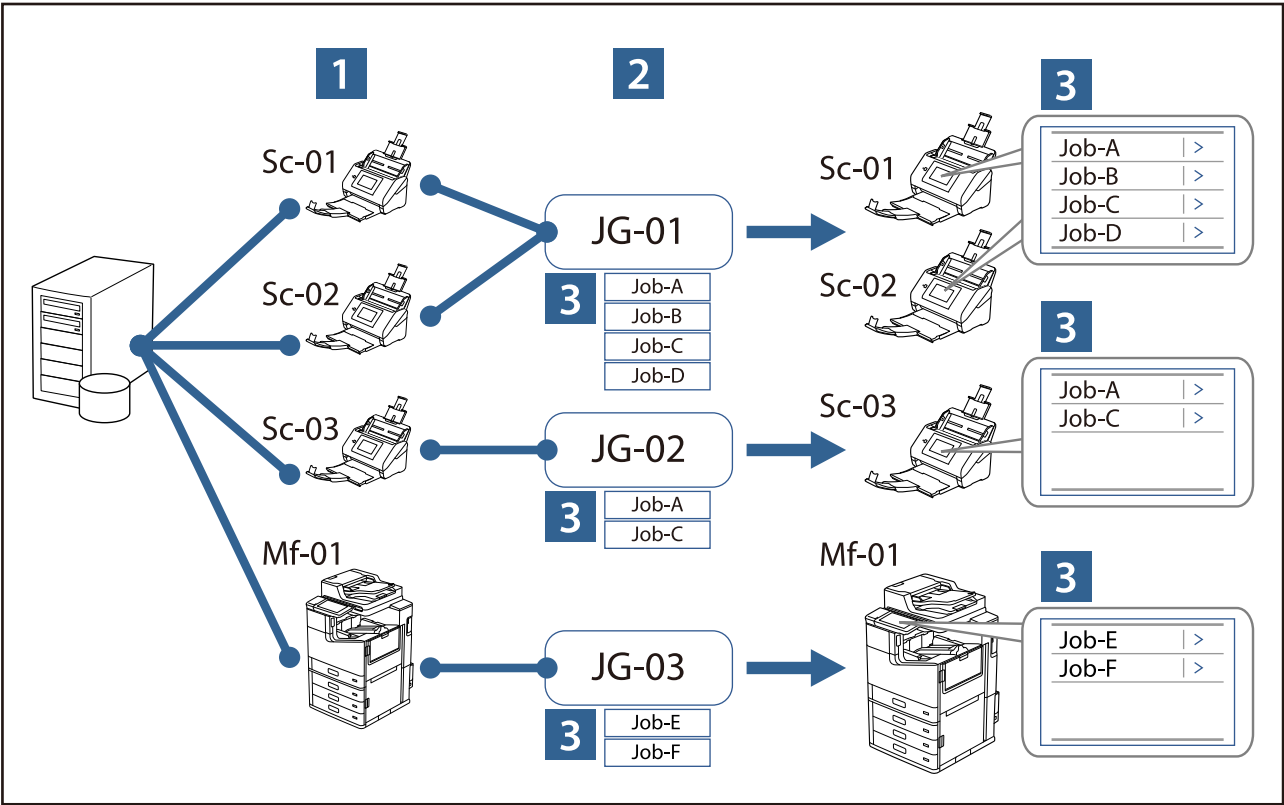 1
2
3
Sc-01
Sc-02
Sc-03
Mf-01
JG-01
3
Job-A
Job-B
Job-C
Job-D
JG-02
3
Job-A
Job-C
JG-03
3
Job-E
Job-F
Sc-01
Sc-02
Job-A >
Job-B >
Job-C >
Job-D >
3
Sc-03
Job-A >
Job-C >
Mf-01
3
Job-E >
Job-F >